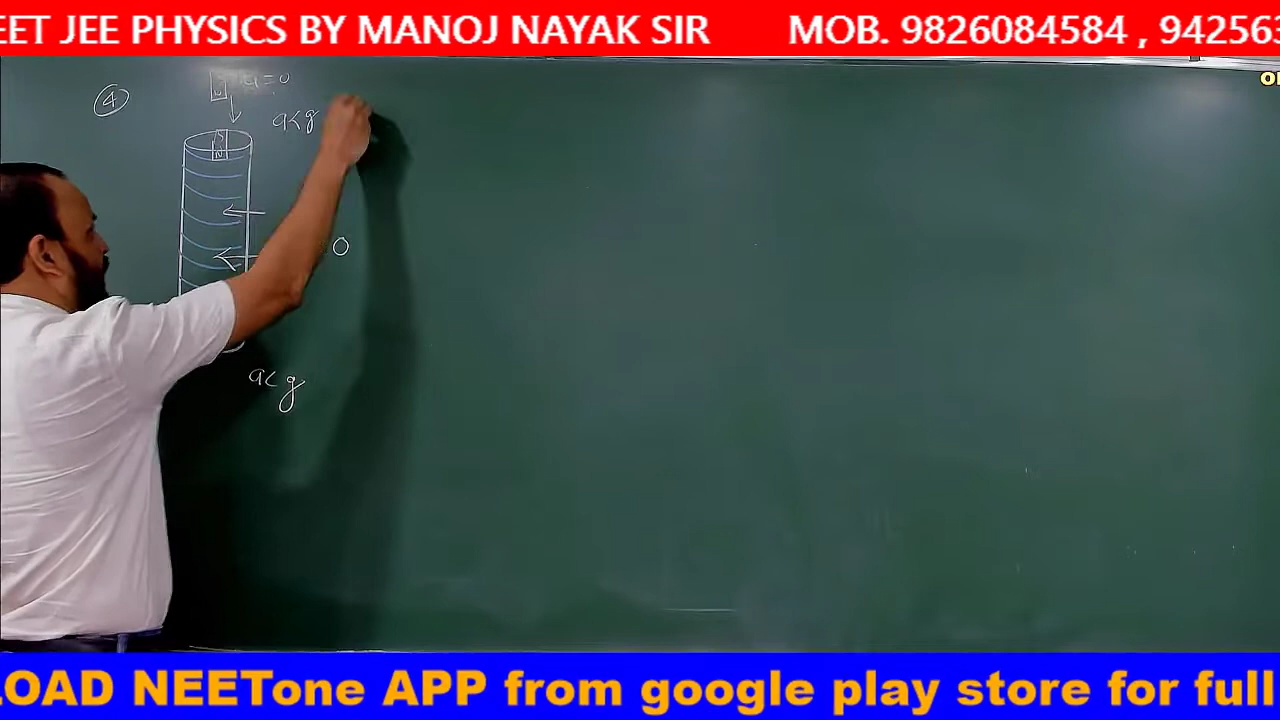 EET JEE PHYSICS BY MANOJ NAYAK SIR MOB. 9826084584 , 942563
OI
④
u=0
a<g
S
N
0
a<g
LOAD NEETone APP from google play store for full